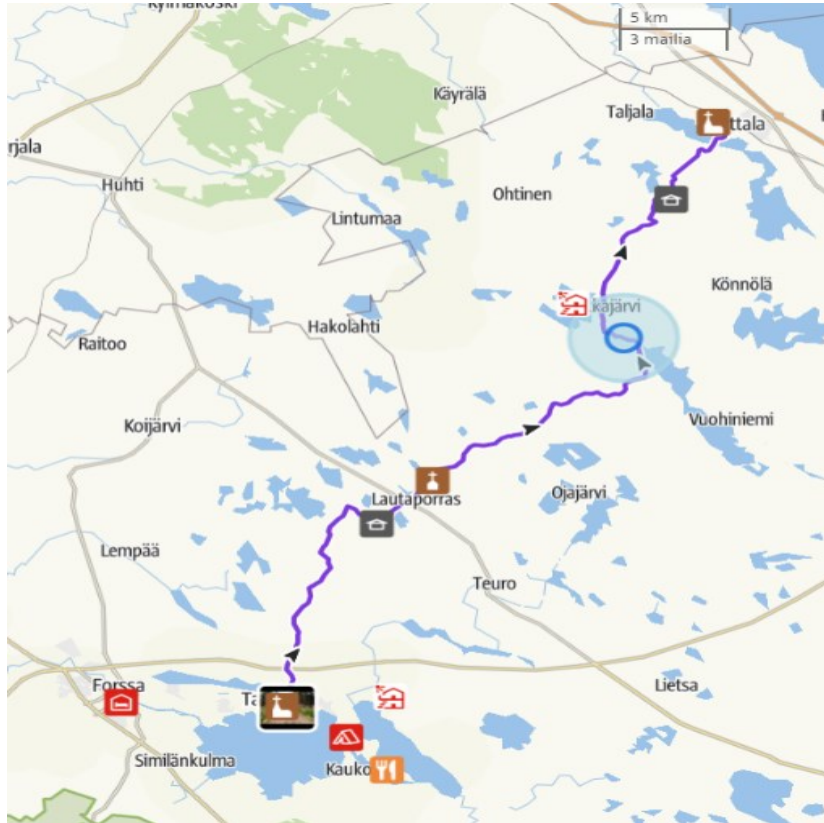 Kylmäkoski
5 km
3 mailia
Käyrälä
Taljala
ttala
rjala
Huhti
Ohtinen
Lintumaa
Könnölä
kajärvi
Hakolahti
Raitoo
Koijärvi
Vuohiniemi
Lautaporras
Ojajärvi
Lempää
Teuro
Forssa
Lietsa
Ta
Similänkulma
Kauko